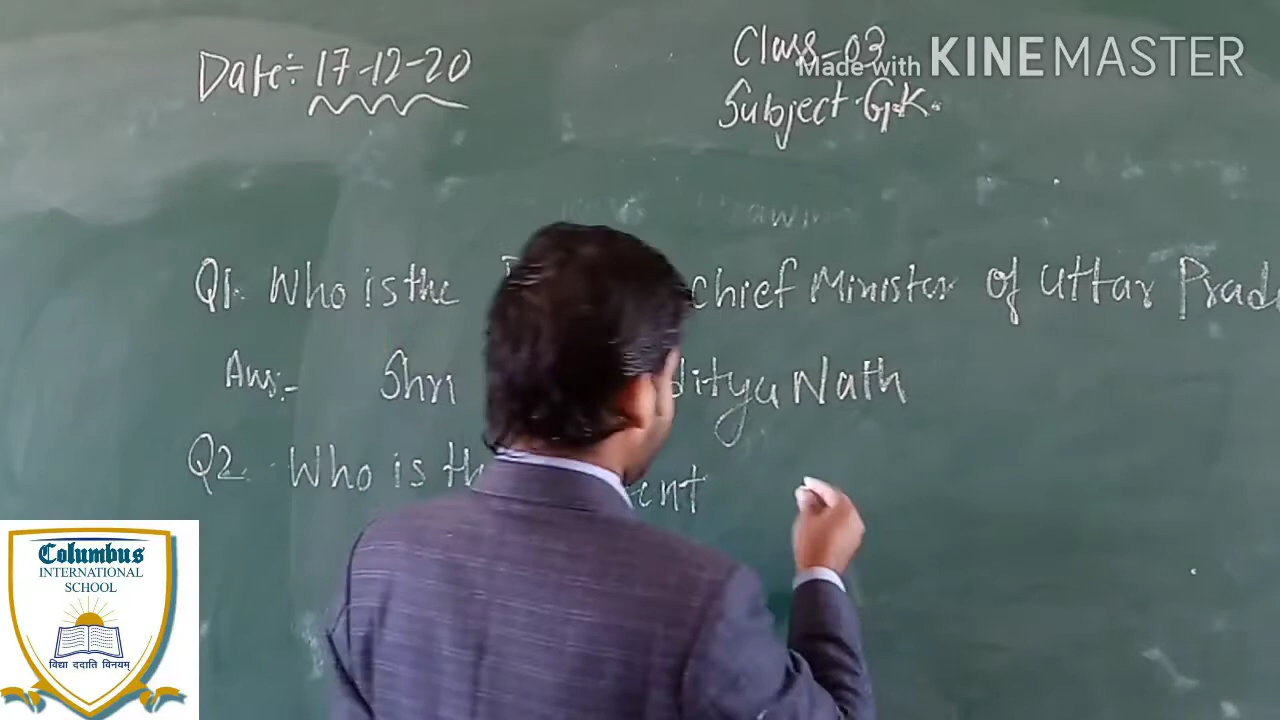 Date:- 17-12-20
Class-03
Made with KINEMASTER
Subject-G.K.
Q1. Who is the chief Minister of Uttar Prad
Ans:- Shri ditya Nath
Q2. Who is th ent
Columbus
INTERNATIONAL
SCHOOL
विद्या ददाति विनयम्